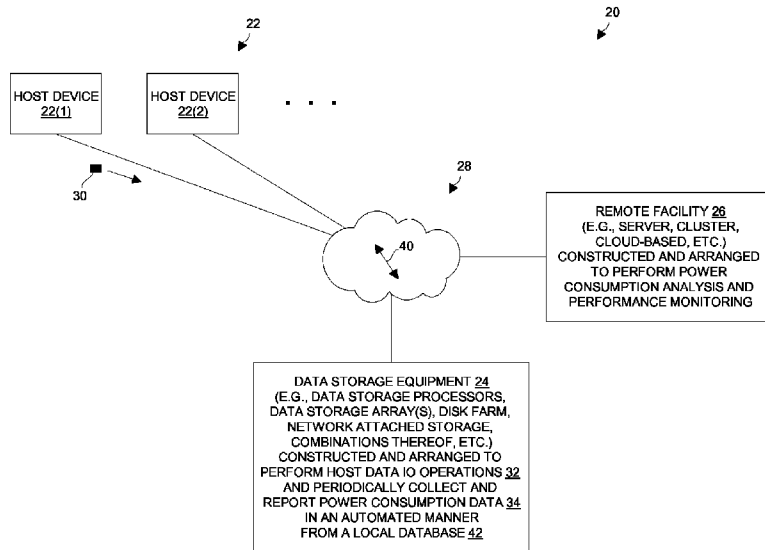 22
20
HOST DEVICE
22(1)
HOST DEVICE
22(2)
. . .
30
28
40
REMOTE FACILITY 26
(E.G., SERVER, CLUSTER,
CLOUD-BASED, ETC.)
CONSTRUCTED AND ARRANGED
TO PERFORM POWER
CONSUMPTION ANALYSIS AND
PERFORMANCE MONITORING
DATA STORAGE EQUIPMENT 24
(E.G., DATA STORAGE PROCESSORS,
DATA STORAGE ARRAY(S), DISK FARM,
NETWORK ATTACHED STORAGE,
COMBINATIONS THEREOF, ETC.)
CONSTRUCTED AND ARRANGED TO
PERFORM HOST DATA IO OPERATIONS 32
AND PERIODICALLY COLLECT AND
REPORT POWER CONSUMPTION DATA 34
IN AN AUTOMATED MANNER
FROM A LOCAL DATABASE 42